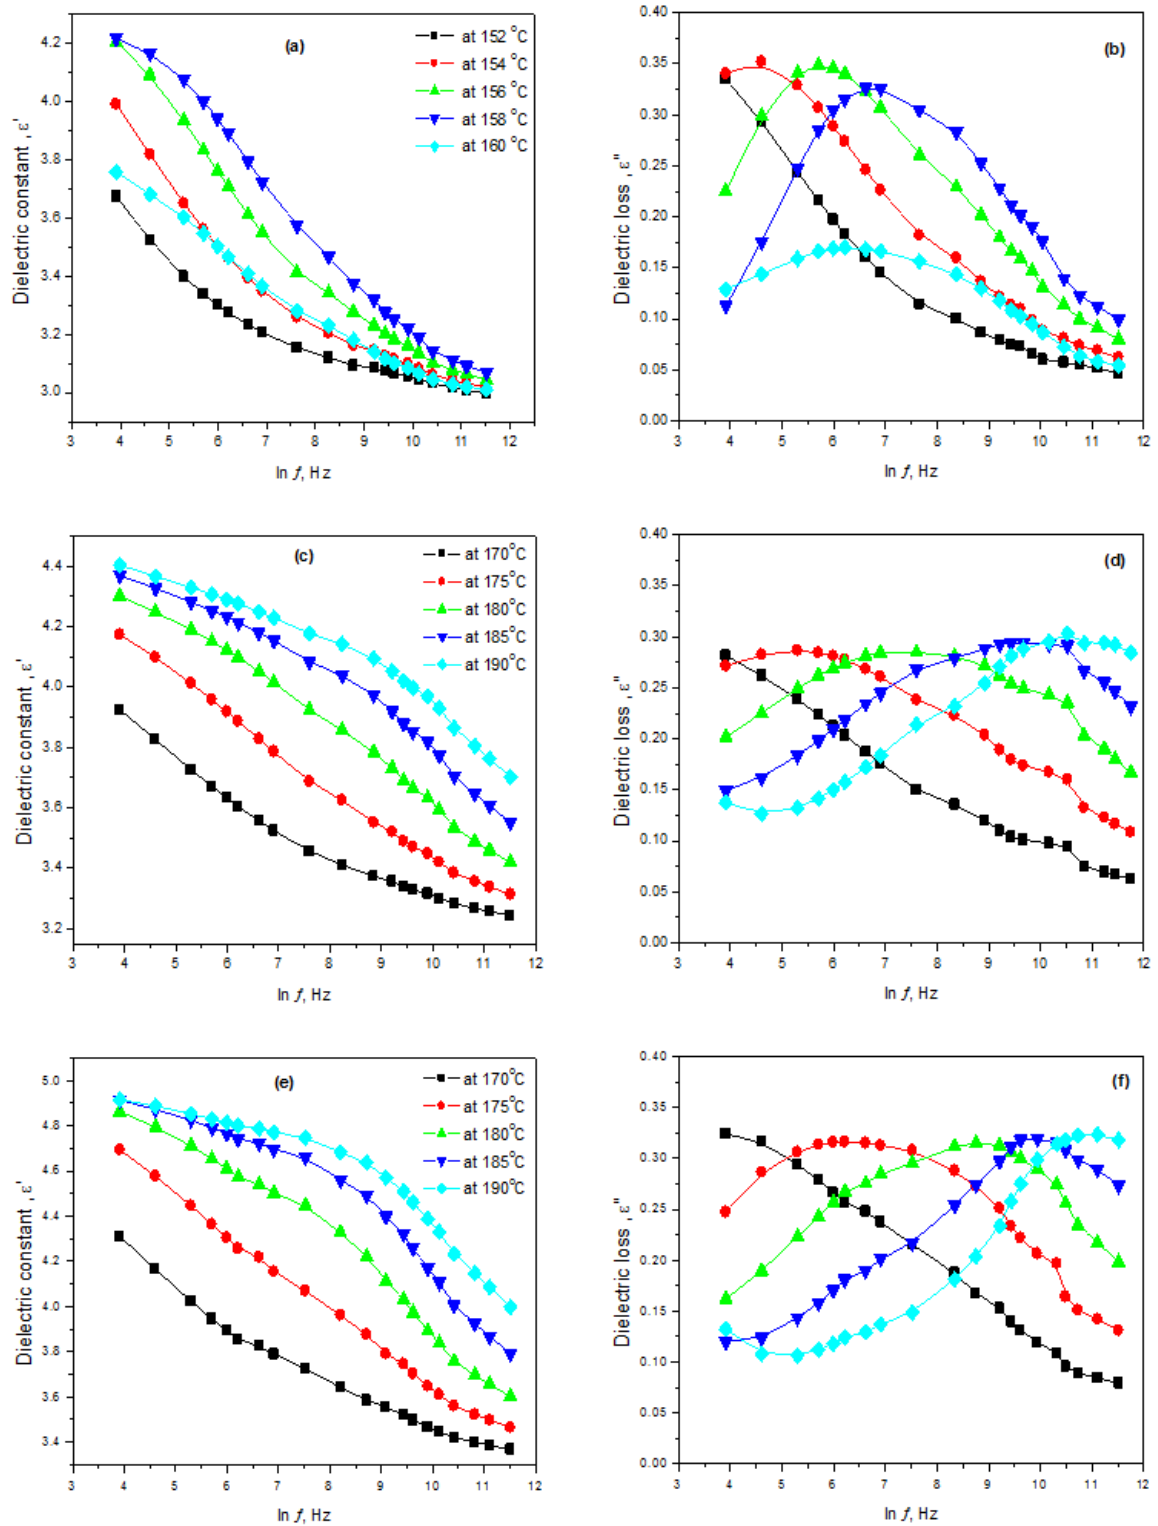 (a)
at 152 °C
at 154 °C
at 156 °C
at 158 °C
at 160 °C
4.2
4.0
3.8
3.6
3.4
3.2
3.0
Dielectric constant , ε'
3 4 5 6 7 8 9 10 11 12
ln f, Hz
(b)
0.40
0.35
0.30
0.25
0.20
0.15
0.10
0.05
0.00
Dielectric loss , ε"
3 4 5 6 7 8 9 10 11 12
ln f, Hz
(c)
at 170°C
at 175°C
at 180°C
at 185°C
at 190°C
4.4
4.2
4.0
3.8
3.6
3.4
3.2
Dielectric constant , ε'
3 4 5 6 7 8 9 10 11 12
ln f, Hz
(d)
0.40
0.35
0.30
0.25
0.20
0.15
0.10
0.05
0.00
Dielectric loss , ε"
3 4 5 6 7 8 9 10 11 12
ln f, Hz
(e)
at 170°C
at 175°C
at 180°C
at 185°C
at 190°C
5.0
4.8
4.6
4.4
4.2
4.0
3.8
3.6
3.4
Dielectric constant , ε'
3 4 5 6 7 8 9 10 11 12
ln f, Hz
(f)
0.40
0.35
0.30
0.25
0.20
0.15
0.10
0.05
0.00
Dielectric loss , ε"
3 4 5 6 7 8 9 10 11 12
ln f, Hz